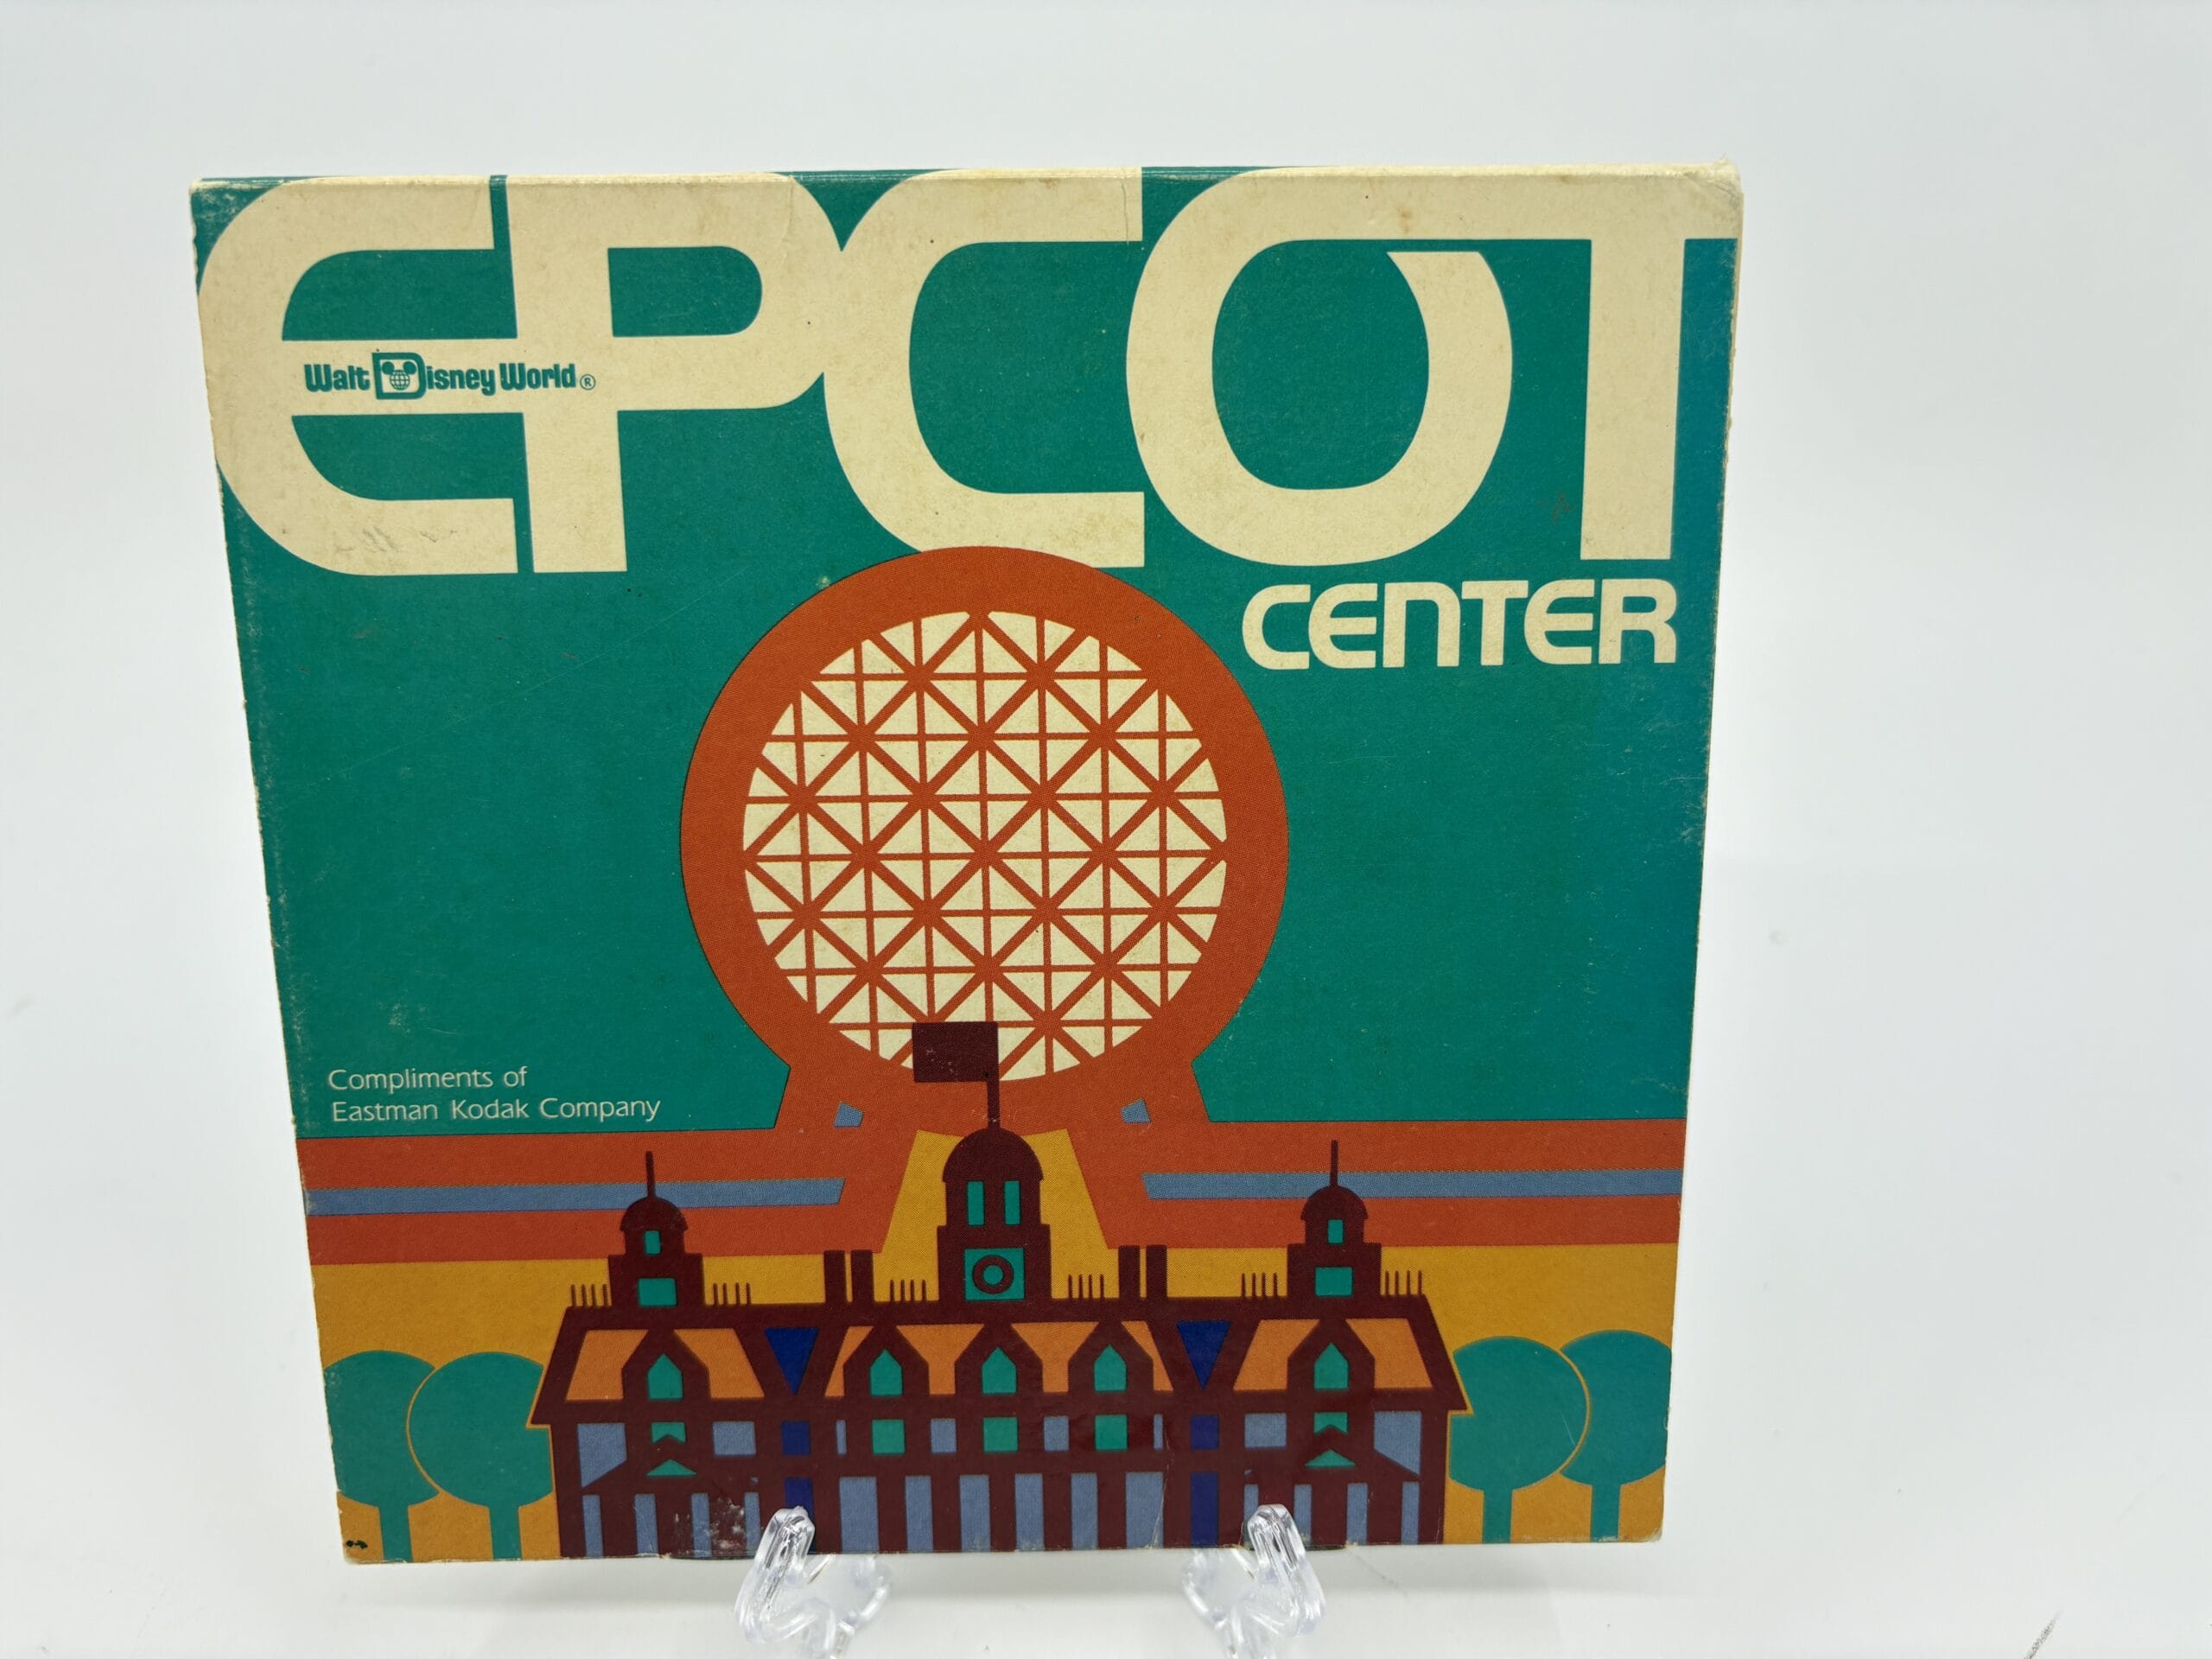 EPCOT
Walt Disney World®
CENTER
Compliments of
Eastman Kodak Company